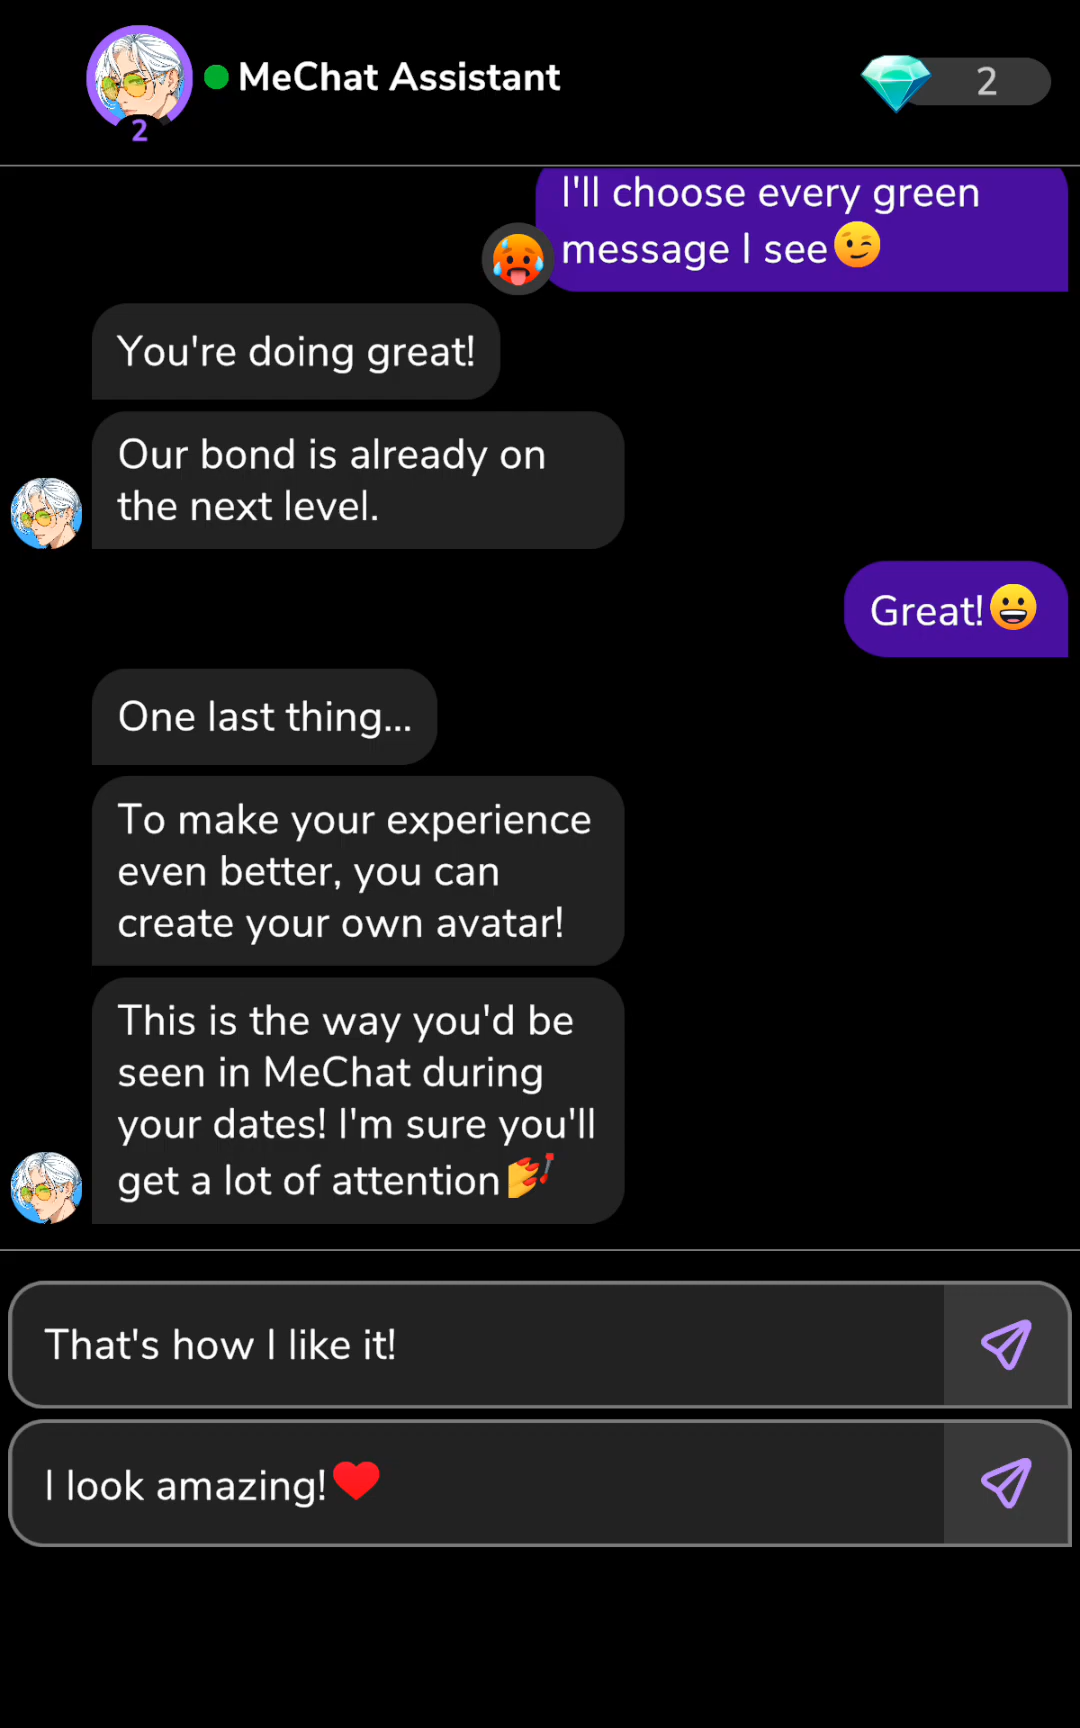 MeChat Assistant
2
2
I'll choose every green
message I see😉
🥵
You're doing great!
Our bond is already on
the next level.
Great!😀
One last thing...
To make your experience
even better, you can
create your own avatar!
This is the way you'd be
seen in MeChat during
your dates! I'm sure you'll
get a lot of attention💅
That's how I like it!
I look amazing!❤️